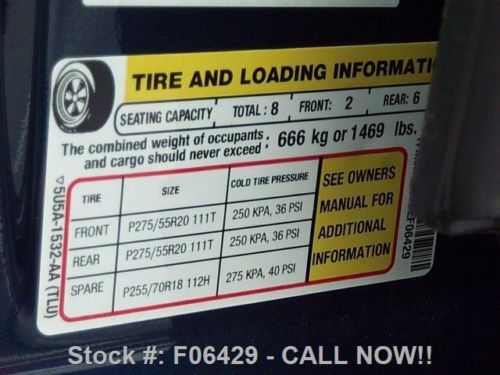 TIRE AND LOADING INFORMATI
SEATING CAPACITY TOTAL: 8 FRONT: 2 REAR: 6
The combined weight of occupants
and cargo should never exceed : 666 kg or 1469 lbs.
TIRE SIZE COLD TIRE PRESSURE
FRONT P275/55R20 111T 250 KPA, 36 PSI
REAR P275/55R20 111T 250 KPA, 36 PSI
SPARE P255/70R18 112H 275 KPA, 40 PSI
SEE OWNERS
MANUAL FOR
ADDITIONAL
INFORMATION
5U5A-1532-AA (TLU)
F06429
Stock #: F06429 - CALL NOW!!